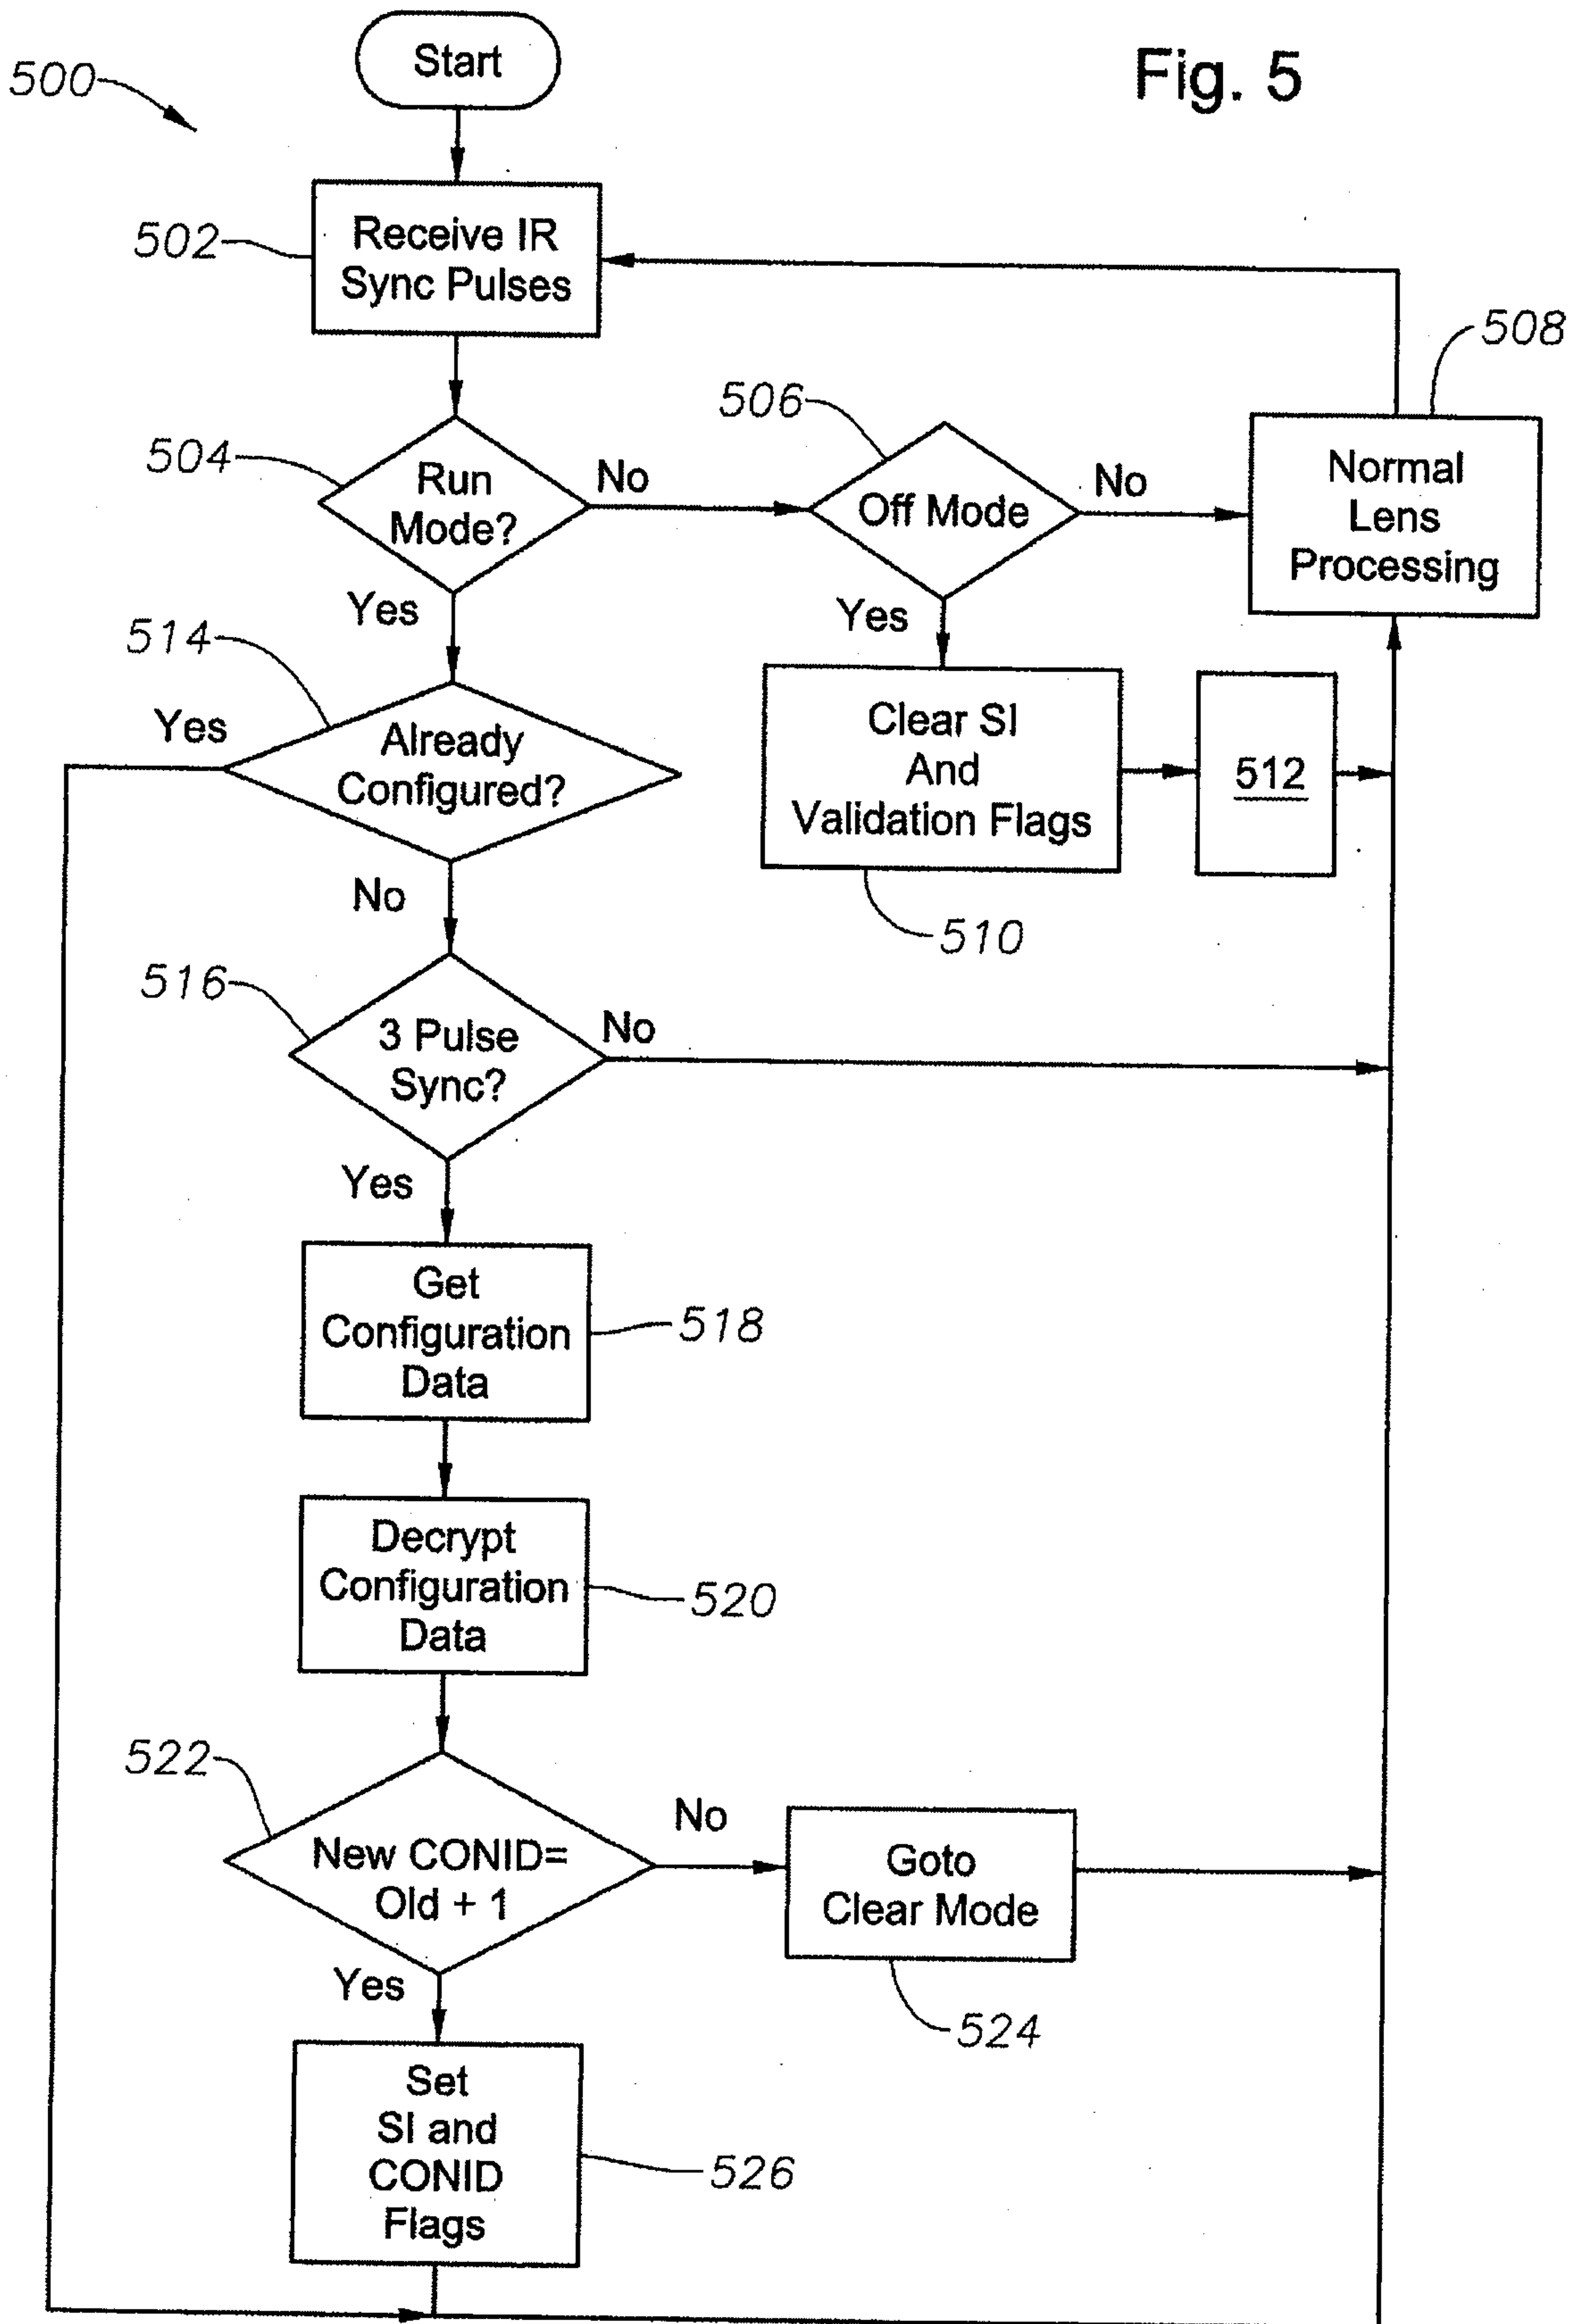 Fig. 5
500
Start
502
Receive IR
Sync Pulses
508
506
504
Run
Mode?
No
Off Mode
No
Normal
Lens
Processing
Yes
Yes
514
Yes
Already
Configured?
Clear SI
And
Validation Flags
512
No
510
516
3 Pulse
Sync?
No
Yes
Get
Configuration
Data
518
Decrypt
Configuration
Data
520
522
New CONID=
Old + 1
No
Goto
Clear Mode
Yes
524
Set
SI and
CONID
Flags
526